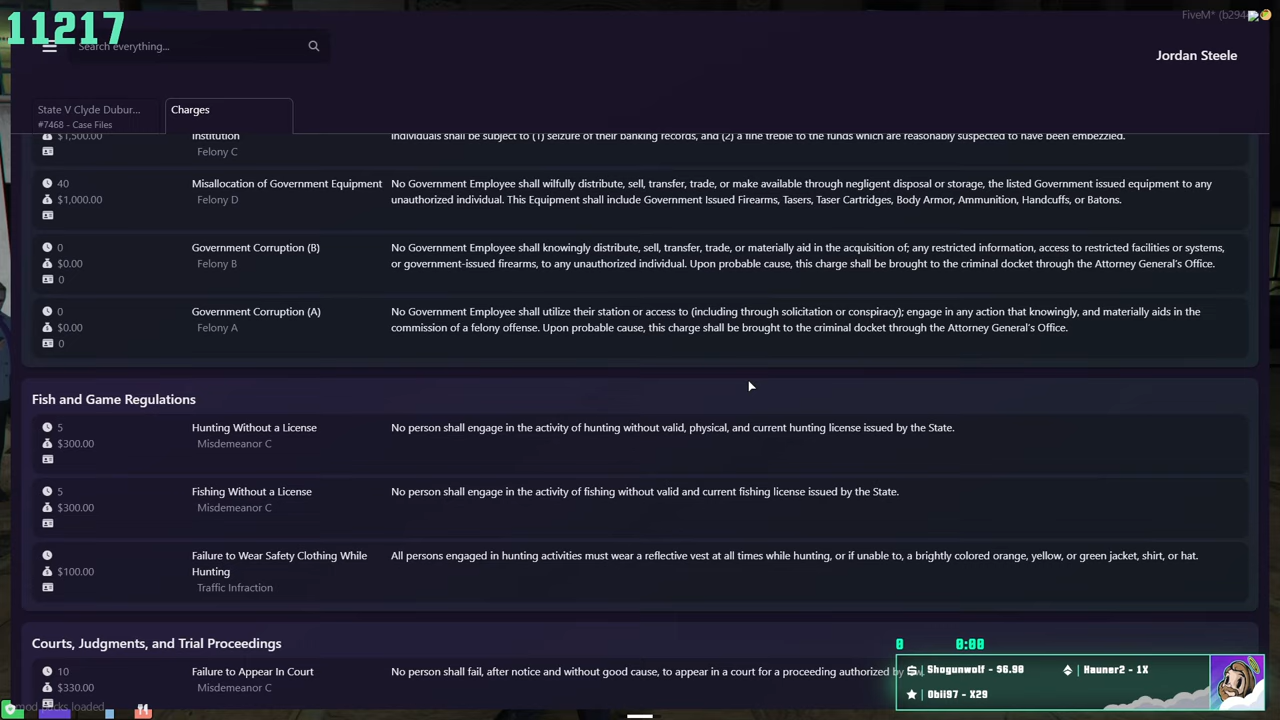 11217
FiveM* (b294
Search everything...
Jordan Steele
State V Clyde Dubur...
#7468 - Case Files
Charges
$1,500.00
Institution
Felony C
individuals shall be subject to (1) seizure of their banking records, and (2) a fine treble to the funds which are reasonably suspected to have been embezzled.
40
$1,000.00
Misallocation of Government Equipment
Felony D
No Government Employee shall wilfully distribute, sell, transfer, trade, or make available through negligent disposal or storage, the listed Government issued equipment to any
unauthorized individual. This Equipment shall include Government Issued Firearms, Tasers, Taser Cartridges, Body Armor, Ammunition, Handcuffs, or Batons.
0
$0.00
0
Government Corruption (B)
Felony B
No Government Employee shall knowingly distribute, sell, transfer, trade, or materially aid in the acquisition of; any restricted information, access to restricted facilities or systems,
or government-issued firearms, to any unauthorized individual. Upon probable cause, this charge shall be brought to the criminal docket through the Attorney General's Office.
0
$0.00
0
Government Corruption (A)
Felony A
No Government Employee shall utilize their station or access to (including through solicitation or conspiracy); engage in any action that knowingly, and materially aids in the
commission of a felony offense. Upon probable cause, this charge shall be brought to the criminal docket through the Attorney General's Office.
Fish and Game Regulations
5
$300.00
Hunting Without a License
Misdemeanor C
No person shall engage in the activity of hunting without valid, physical, and current hunting license issued by the State.
5
$300.00
Fishing Without a License
Misdemeanor C
No person shall engage in the activity of fishing without valid and current fishing license issued by the State.
$100.00
Failure to Wear Safety Clothing While
Hunting
Traffic Infraction
All persons engaged in hunting activities must wear a reflective vest at all times while hunting, or if unable to, a brightly colored orange, yellow, or green jacket, shirt, or hat.
Courts, Judgments, and Trial Proceedings
10
$330.00
Failure to Appear In Court
Misdemeanor C
No person shall fail, after notice and without good cause, to appear in a court for a proceeding authorized by
0
0:00
Shogunwolf - $6.90
Hauner2 - 1X
Obli97 - X29
mod packs loaded